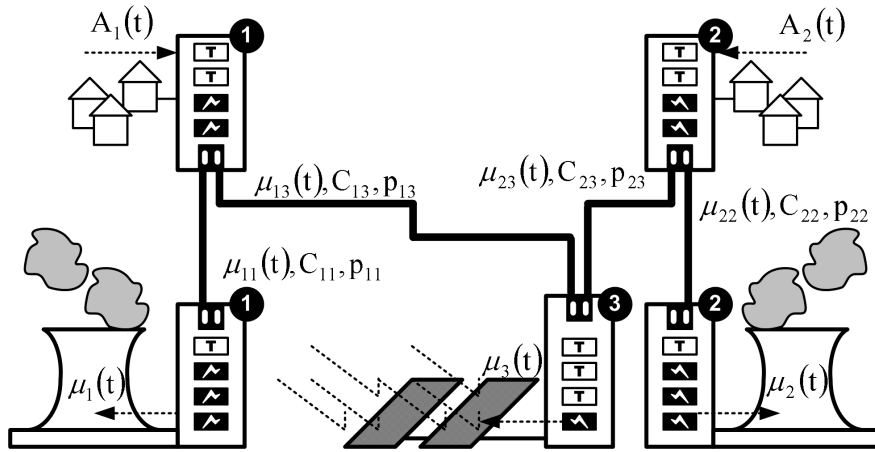 A₁(t)
1
T
T
2
A₂(t)
T
T
μ₁₃(t), C₁₃, p₁₃
μ₂₃(t), C₂₃, p₂₃
μ₂₂(t), C₂₂, p₂₂
μ₁₁(t), C₁₁, p₁₁
1
T
μ₁(t)
3
T
T
T
μ₃(t)
2
T
μ₂(t)